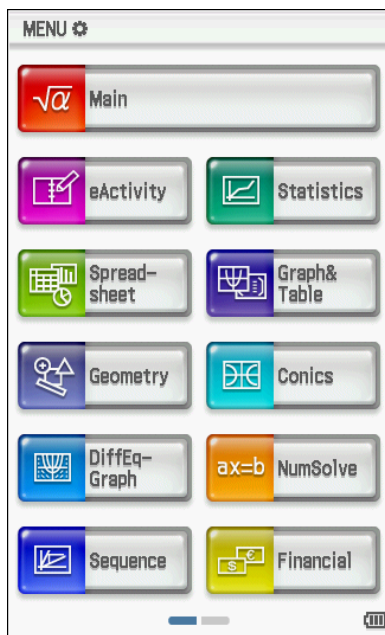 MENU
√α Main
eActivity
Statistics
Spread-
sheet
Graph&
Table
Geometry
Conics
DiffEq-
Graph
ax=b NumSolve
Sequence
$ € Financial